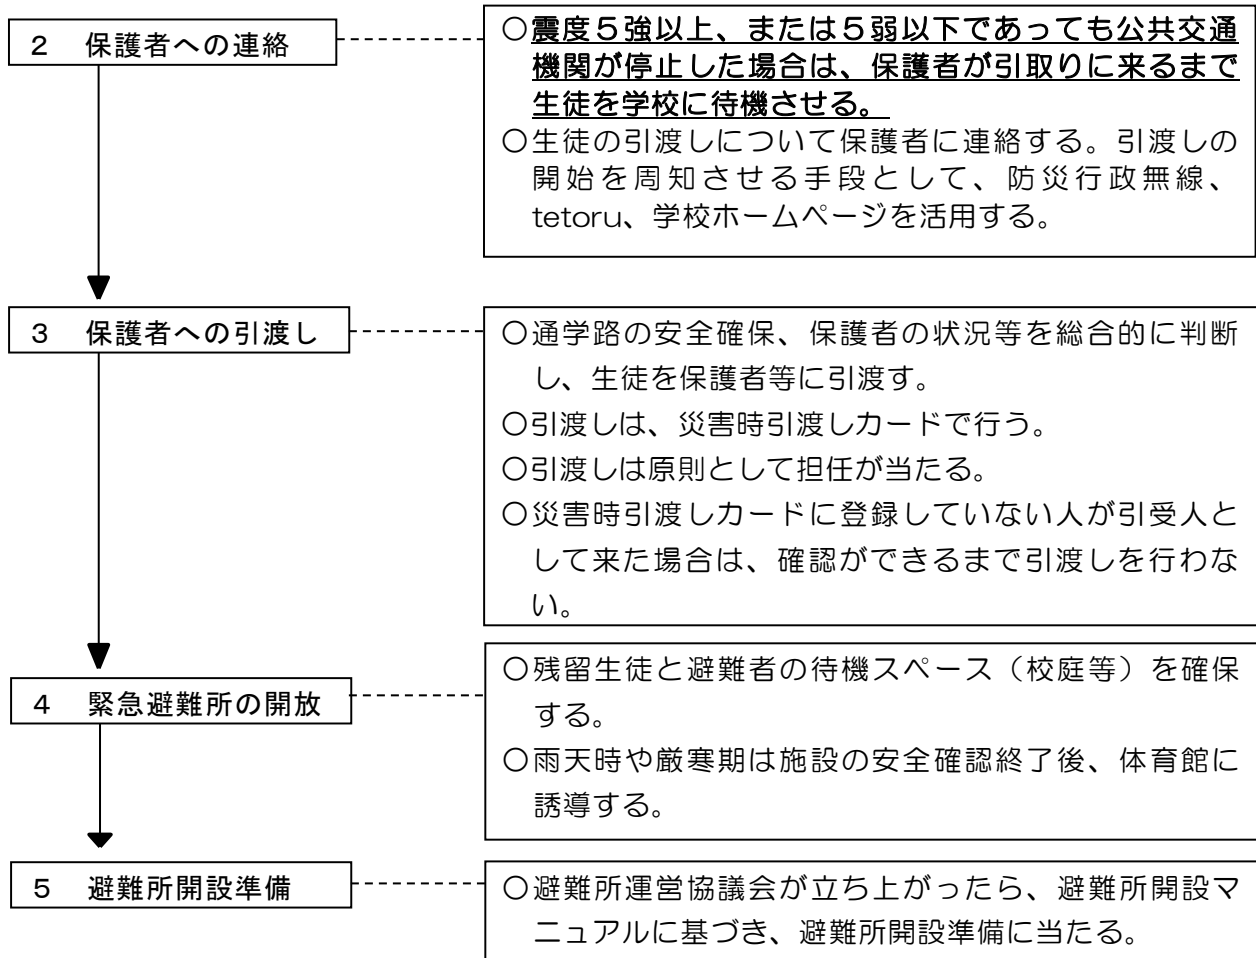 2 保護者への連絡
○震度5強以上、または5弱以下であっても公共交通
機関が停止した場合は、保護者が引取りに来るまで
生徒を学校に待機させる。
○生徒の引渡しについて保護者に連絡する。引渡しの
開始を周知させる手段として、防災行政無線、
tetoru、学校ホームページを活用する。
3 保護者への引渡し
○通学路の安全確保、保護者の状況等を総合的に判断
し、生徒を保護者等に引渡す。
○引渡しは、災害時引渡しカードで行う。
○引渡しは原則として担任が当たる。
○災害時引渡しカードに登録していない人が引受人と
して来た場合は、確認ができるまで引渡しを行わな
い。
4 緊急避難所の開放
○残留生徒と避難者の待機スペース（校庭等）を確保
する。
○雨天時や厳寒期は施設の安全確認終了後、体育館に
誘導する。
5 避難所開設準備
○避難所運営協議会が立ち上がったら、避難所開設マ
ニュアルに基づき、避難所開設準備に当たる。